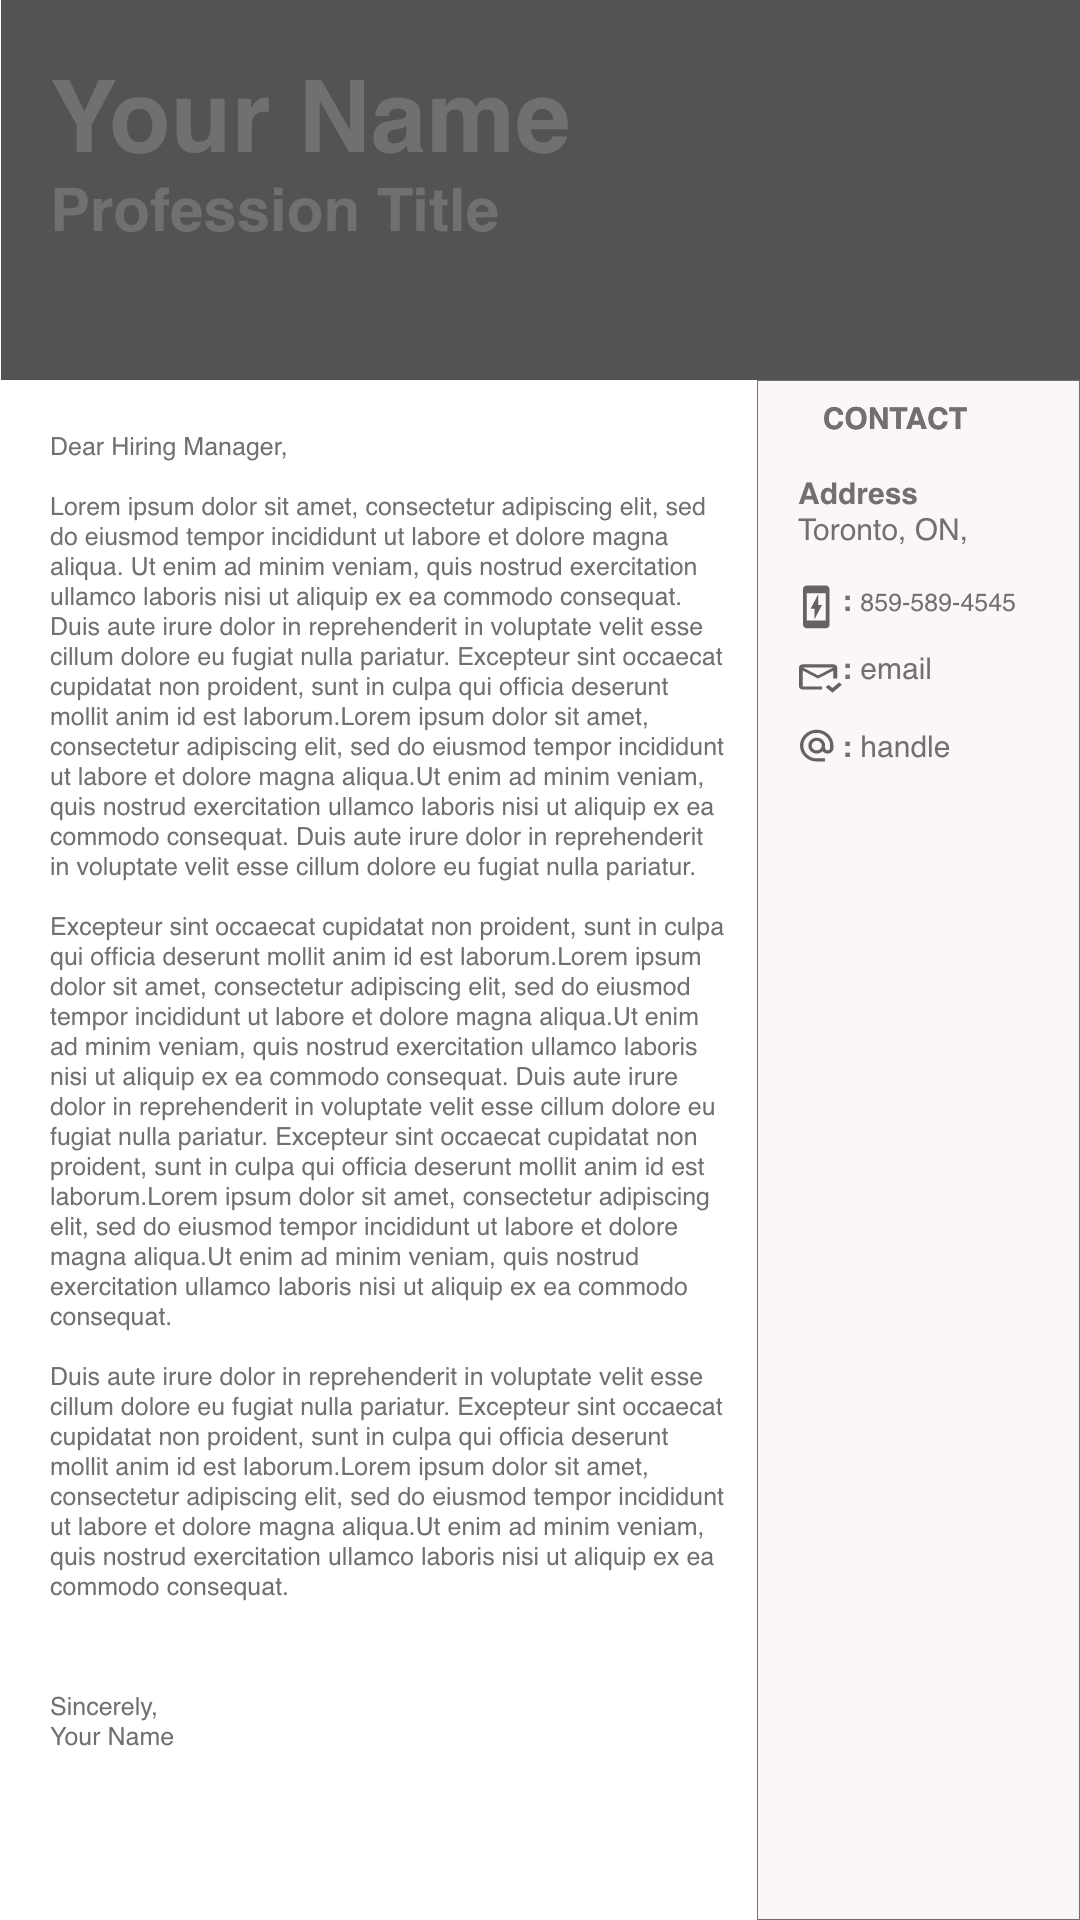 Your Name
Profession Title
Dear Hiring Manager,
Lorem ipsum dolor sit amet, consectetur adipiscing elit, sed
do eiusmod tempor incididunt ut labore et dolore magna
aliqua. Ut enim ad minim veniam, quis nostrud exercitation
ullamco laboris nisi ut aliquip ex ea commodo consequat.
Duis aute irure dolor in reprehenderit in voluptate velit esse
cillum dolore eu fugiat nulla pariatur. Excepteur sint occaecat
cupidatat non proident, sunt in culpa qui officia deserunt
mollit anim id est laborum.Lorem ipsum dolor sit amet,
consectetur adipiscing elit, sed do eiusmod tempor incididunt
ut labore et dolore magna aliqua.Ut enim ad minim veniam,
quis nostrud exercitation ullamco laboris nisi ut aliquip ex ea
commodo consequat. Duis aute irure dolor in reprehenderit
in voluptate velit esse cillum dolore eu fugiat nulla pariatur.
Excepteur sint occaecat cupidatat non proident, sunt in culpa
qui officia deserunt mollit anim id est laborum.Lorem ipsum
dolor sit amet, consectetur adipiscing elit, sed do eiusmod
tempor incididunt ut labore et dolore magna aliqua.Ut enim
ad minim veniam, quis nostrud exercitation ullamco laboris
nisi ut aliquip ex ea commodo consequat. Duis aute irure
dolor in reprehenderit in voluptate velit esse cillum dolore eu
fugiat nulla pariatur. Excepteur sint occaecat cupidatat non
proident, sunt in culpa qui officia deserunt mollit anim id est
laborum.Lorem ipsum dolor sit amet, consectetur adipiscing
elit, sed do eiusmod tempor incididunt ut labore et dolore
magna aliqua.Ut enim ad minim veniam, quis nostrud
exercitation ullamco laboris nisi ut aliquip ex ea commodo
consequat.
Duis aute irure dolor in reprehenderit in voluptate velit esse
cillum dolore eu fugiat nulla pariatur. Excepteur sint occaecat
cupidatat non proident, sunt in culpa qui officia deserunt
mollit anim id est laborum.Lorem ipsum dolor sit amet,
consectetur adipiscing elit, sed do eiusmod tempor incididunt
ut labore et dolore magna aliqua.Ut enim ad minim veniam,
quis nostrud exercitation ullamco laboris nisi ut aliquip ex ea
commodo consequat.
Sincerely,
Your Name
CONTACT
Address
Toronto, ON,
: 859-589-4545
: email
: handle